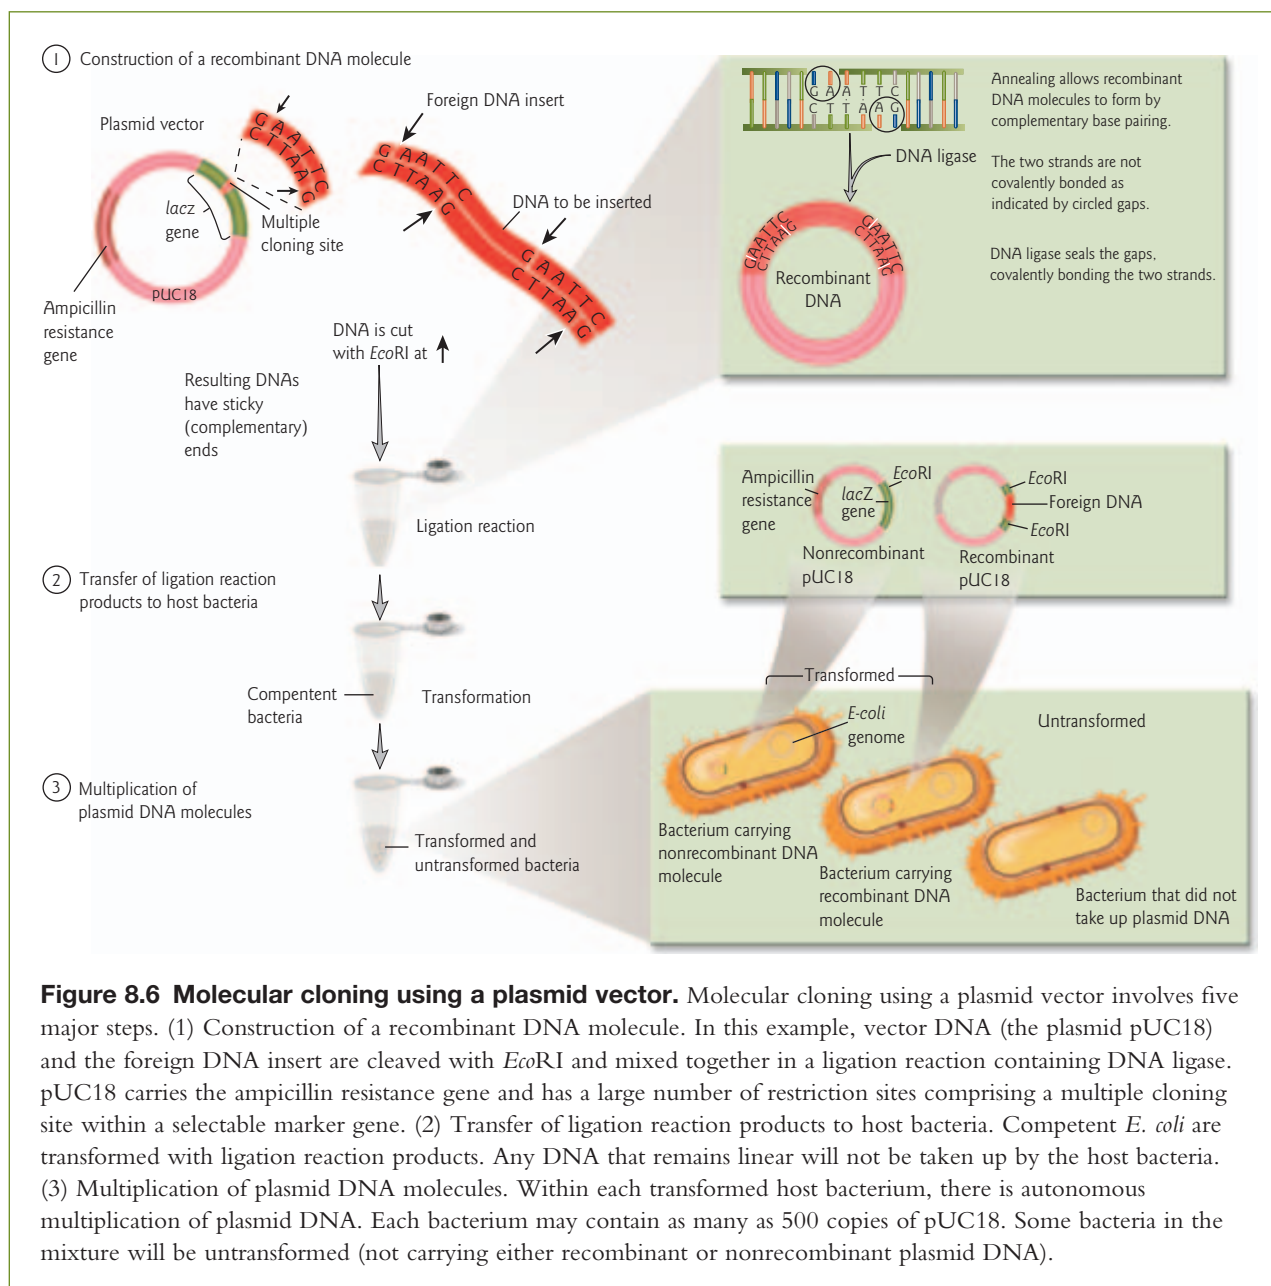 1 Construction of a recombinant DNA molecule
Plasmid vector
GAATTC
CTTAAG
lacZ
gene
Multiple
cloning site
pUC18
Ampicillin
resistance
gene
Foreign DNA insert
GAATTC
CTTAAG
DNA to be inserted
GAATTC
CTTAAG
DNA is cut
with EcoRI at
Resulting DNAs
have sticky
(complementary)
ends
Ligation reaction
GAATTC
CTTAAG
DNA ligase
GAATTC
CTTAAG
GAATTC
CTTAAG
Recombinant
DNA
Annealing allows recombinant
DNA molecules to form by
complementary base pairing.
The two strands are not
covalently bonded as
indicated by circled gaps.
DNA ligase seals the gaps,
covalently bonding the two strands.
2 Transfer of ligation reaction
products to host bacteria
Compentent
bacteria
Transformation
Ampicillin
resistance
gene
lacZ
gene
EcoRI
Nonrecombinant
pUC18
EcoRI
Foreign DNA
EcoRI
Recombinant
pUC18
3 Multiplication of
plasmid DNA molecules
Transformed and
untransformed bacteria
Transformed
E-coli
genome
Untransformed
Bacterium carrying
nonrecombinant DNA
molecule
Bacterium carrying
recombinant DNA
molecule
Bacterium that did not
take up plasmid DNA
Figure 8.6 Molecular cloning using a plasmid vector. Molecular cloning using a plasmid vector involves five
major steps. (1) Construction of a recombinant DNA molecule. In this example, vector DNA (the plasmid pUC18)
and the foreign DNA insert are cleaved with EcoRI and mixed together in a ligation reaction containing DNA ligase.
pUC18 carries the ampicillin resistance gene and has a large number of restriction sites comprising a multiple cloning
site within a selectable marker gene. (2) Transfer of ligation reaction products to host bacteria. Competent E. coli are
transformed with ligation reaction products. Any DNA that remains linear will not be taken up by the host bacteria.
(3) Multiplication of plasmid DNA molecules. Within each transformed host bacterium, there is autonomous
multiplication of plasmid DNA. Each bacterium may contain as many as 500 copies of pUC18. Some bacteria in the
mixture will be untransformed (not carrying either recombinant or nonrecombinant plasmid DNA).